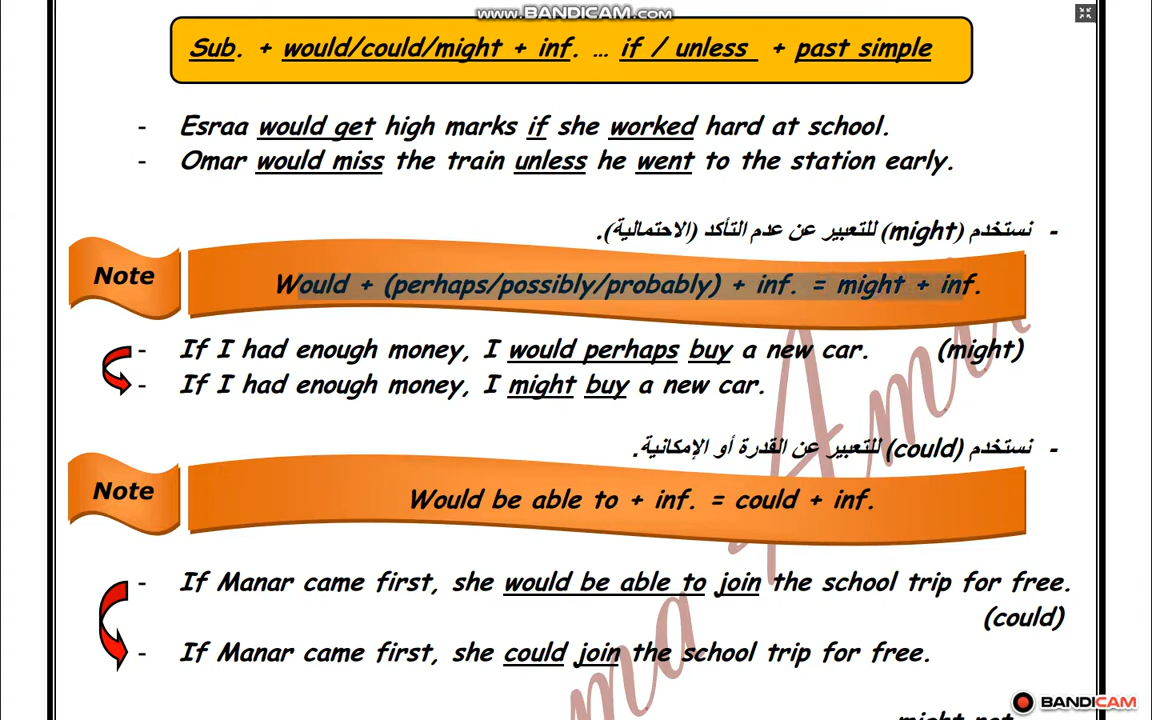 www.BANDICAM.com
Sub. + would/could/might + inf. ... if / unless + past simple
- Esraa would get high marks if she worked hard at school.
- Omar would miss the train unless he went to the station early.
- نستخدم (might) للتعبير عن عدم التأكد (الاحتمالية).
Note
Would + (perhaps/possibly/probably) + inf. = might + inf.
- If I had enough money, I would perhaps buy a new car. (might)
- If I had enough money, I might buy a new car.
- نستخدم (could) للتعبير عن القدرة أو الإمكانية.
Note
Would be able to + inf. = could + inf.
- If Manar came first, she would be able to join the school trip for free.
(could)
- If Manar came first, she could join the school trip for free.
might not
BANDICAM